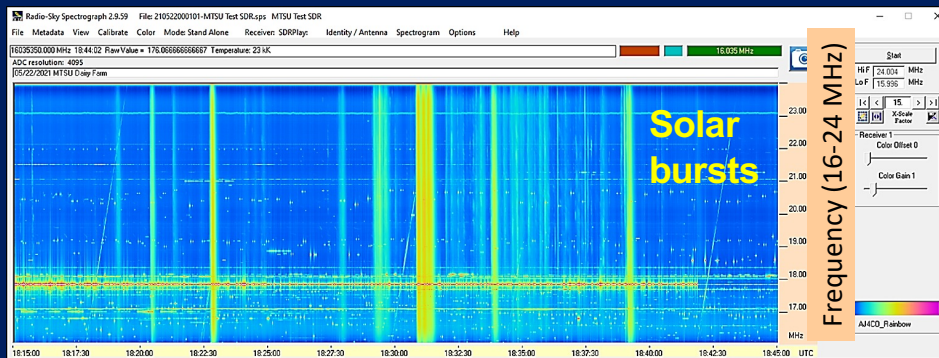 Radio-Sky Spectrograph 2.9.59    File: 210522000101-MTSU Test SDR.sps   MTSU Test SDR
File   Metadata   View   Calibrate   Color   Mode: Stand Alone   Receiver: SDRPlay:   Identity / Antenna   Spectrogram   Options   Help
16035350.000 MHz  18:44:02  Raw Value =  176.066666666667  Temperature: 23 kK
16.035 MHz
ADC resolution:  4095
05/22/2021 MTSU Dairy Farm
Solar
bursts
23.00
22.00
21.00
20.00
19.00
18.00
17.00
MHz
18:15:00   18:17:30   18:20:00   18:22:30   18:25:00   18:27:30   18:30:00   18:32:30   18:35:00   18:37:30   18:40:00   18:42:30   18:45:00   UTC
Frequency (16-24 MHz)
Start
Hi F   24.004   MHz
Lo F   15.996   MHz
|<   <   15.   >   >|
X-Scale
Factor
Receiver 1
Color Offset 0
Color Gain 1
AJ4CO_Rainbow